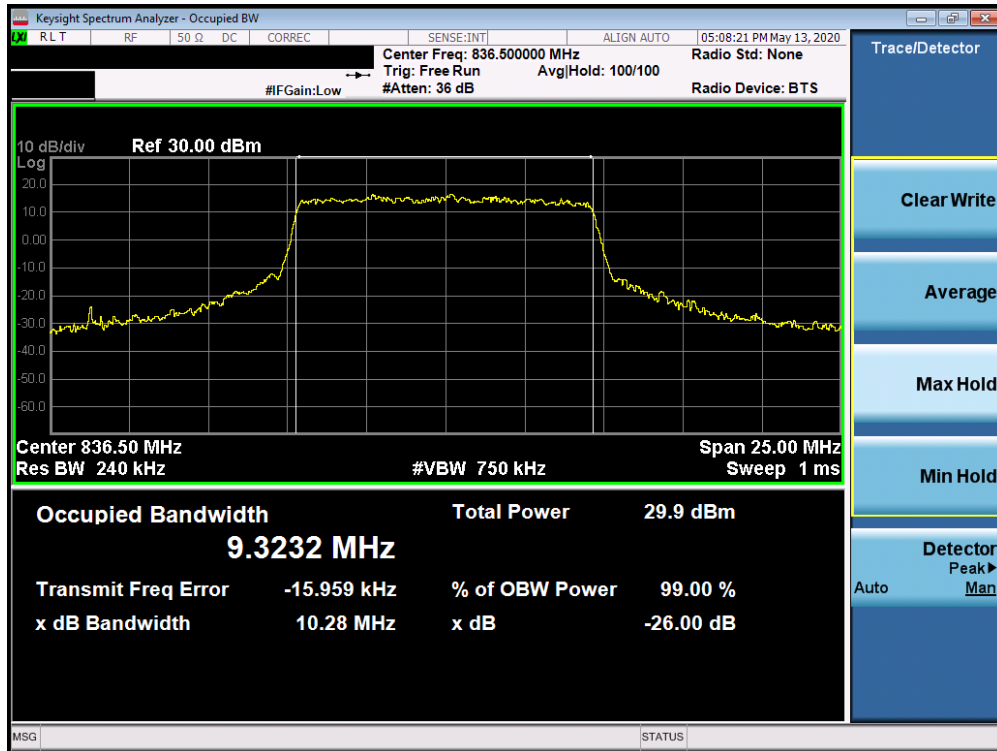 Keysight Spectrum Analyzer - Occupied BW
LXI RLT RF 50 Ω DC CORREC SENSE:INT ALIGN AUTO 05:08:21 PM May 13, 2020
Center Freq: 836.500000 MHz Radio Std: None
Trig: Free Run Avg|Hold: 100/100
#IFGain:Low #Atten: 36 dB Radio Device: BTS
Trace/Detector
10 dB/div Ref 30.00 dBm
Log
20.0
10.0
0.00
-10.0
-20.0
-30.0
-40.0
-50.0
-60.0
Center 836.50 MHz Span 25.00 MHz
Res BW 240 kHz #VBW 750 kHz Sweep 1 ms
Occupied Bandwidth Total Power 29.9 dBm
9.3232 MHz
Transmit Freq Error -15.959 kHz % of OBW Power 99.00 %
x dB Bandwidth 10.28 MHz x dB -26.00 dB
Clear Write
Average
Max Hold
Min Hold
Detector
Peak▶
Auto Man
MSG STATUS